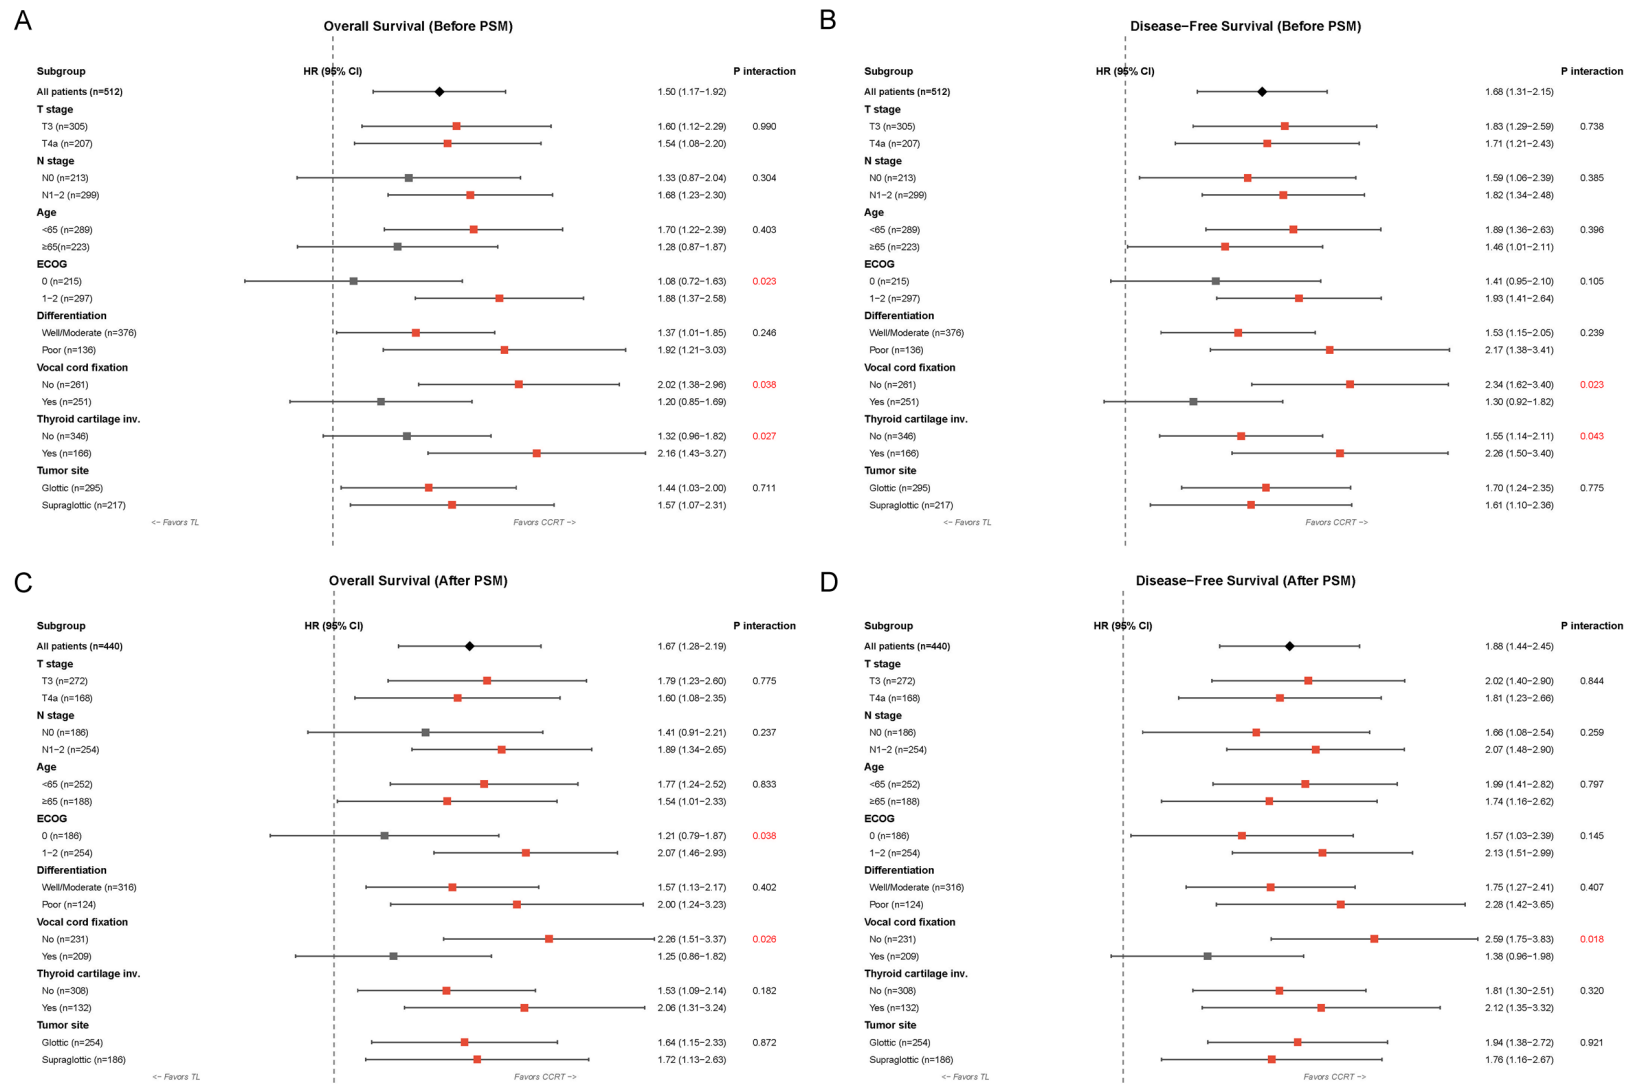 A
Overall Survival (Before PSM)
Subgroup HR (95% CI) P interaction
All patients (n=512) 1.50 (1.17−1.92)
T stage
T3 (n=305) 1.60 (1.12−2.29) 0.990
T4a (n=207) 1.54 (1.08−2.20)
N stage
N0 (n=213) 1.33 (0.87−2.04) 0.304
N1−2 (n=299) 1.68 (1.23−2.30)
Age
<65 (n=289) 1.70 (1.22−2.39) 0.403
≥65(n=223) 1.28 (0.87−1.87)
ECOG
0 (n=215) 1.08 (0.72−1.63) 0.023
1−2 (n=297) 1.88 (1.37−2.58)
Differentiation
Well/Moderate (n=376) 1.37 (1.01−1.85) 0.246
Poor (n=136) 1.92 (1.21−3.03)
Vocal cord fixation
No (n=261) 2.02 (1.38−2.96) 0.038
Yes (n=251) 1.20 (0.85−1.69)
Thyroid cartilage inv.
No (n=346) 1.32 (0.96−1.82) 0.027
Yes (n=166) 2.16 (1.43−3.27)
Tumor site
Glottic (n=295) 1.44 (1.03−2.00) 0.711
Supraglottic (n=217) 1.57 (1.07−2.31)
<− Favors TL Favors CCRT −>
B
Disease−Free Survival (Before PSM)
Subgroup HR (95% CI) P interaction
All patients (n=512) 1.68 (1.31−2.15)
T stage
T3 (n=305) 1.83 (1.29−2.59) 0.738
T4a (n=207) 1.71 (1.21−2.43)
N stage
N0 (n=213) 1.59 (1.06−2.39) 0.385
N1−2 (n=299) 1.82 (1.34−2.48)
Age
<65 (n=289) 1.89 (1.36−2.63) 0.396
≥65 (n=223) 1.46 (1.01−2.11)
ECOG
0 (n=215) 1.41 (0.95−2.10) 0.105
1−2 (n=297) 1.93 (1.41−2.64)
Differentiation
Well/Moderate (n=376) 1.53 (1.15−2.05) 0.239
Poor (n=136) 2.17 (1.38−3.41)
Vocal cord fixation
No (n=261) 2.34 (1.62−3.40) 0.023
Yes (n=251) 1.30 (0.92−1.82)
Thyroid cartilage inv.
No (n=346) 1.55 (1.14−2.11) 0.043
Yes (n=166) 2.26 (1.50−3.40)
Tumor site
Glottic (n=295) 1.70 (1.24−2.35) 0.775
Supraglottic (n=217) 1.61 (1.10−2.36)
<− Favors TL Favors CCRT −>
C
Overall Survival (After PSM)
Subgroup HR (95% CI) P interaction
All patients (n=440) 1.67 (1.28−2.19)
T stage
T3 (n=272) 1.79 (1.23−2.60) 0.775
T4a (n=168) 1.60 (1.08−2.35)
N stage
N0 (n=186) 1.41 (0.91−2.21) 0.237
N1−2 (n=254) 1.89 (1.34−2.65)
Age
<65 (n=252) 1.77 (1.24−2.52) 0.833
≥65 (n=188) 1.54 (1.01−2.33)
ECOG
0 (n=186) 1.21 (0.79−1.87) 0.038
1−2 (n=254) 2.07 (1.46−2.93)
Differentiation
Well/Moderate (n=316) 1.57 (1.13−2.17) 0.402
Poor (n=124) 2.00 (1.24−3.23)
Vocal cord fixation
No (n=231) 2.26 (1.51−3.37) 0.026
Yes (n=209) 1.25 (0.86−1.82)
Thyroid cartilage inv.
No (n=308) 1.53 (1.09−2.14) 0.182
Yes (n=132) 2.06 (1.31−3.24)
Tumor site
Glottic (n=254) 1.64 (1.15−2.33) 0.872
Supraglottic (n=186) 1.72 (1.13−2.63)
<− Favors TL Favors CCRT −>
D
Disease−Free Survival (After PSM)
Subgroup HR (95% CI) P interaction
All patients (n=440) 1.88 (1.44−2.45)
T stage
T3 (n=272) 2.02 (1.40−2.90) 0.844
T4a (n=168) 1.81 (1.23−2.66)
N stage
N0 (n=186) 1.66 (1.08−2.54) 0.259
N1−2 (n=254) 2.07 (1.48−2.90)
Age
<65 (n=252) 1.99 (1.41−2.82) 0.797
≥65 (n=188) 1.74 (1.16−2.62)
ECOG
0 (n=186) 1.57 (1.03−2.39) 0.145
1−2 (n=254) 2.13 (1.51−2.99)
Differentiation
Well/Moderate (n=316) 1.75 (1.27−2.41) 0.407
Poor (n=124) 2.28 (1.42−3.65)
Vocal cord fixation
No (n=231) 2.59 (1.75−3.83) 0.018
Yes (n=209) 1.38 (0.96−1.98)
Thyroid cartilage inv.
No (n=308) 1.81 (1.30−2.51) 0.320
Yes (n=132) 2.12 (1.35−3.32)
Tumor site
Glottic (n=254) 1.94 (1.38−2.72) 0.921
Supraglottic (n=186) 1.76 (1.16−2.67)
<− Favors TL Favors CCRT −>